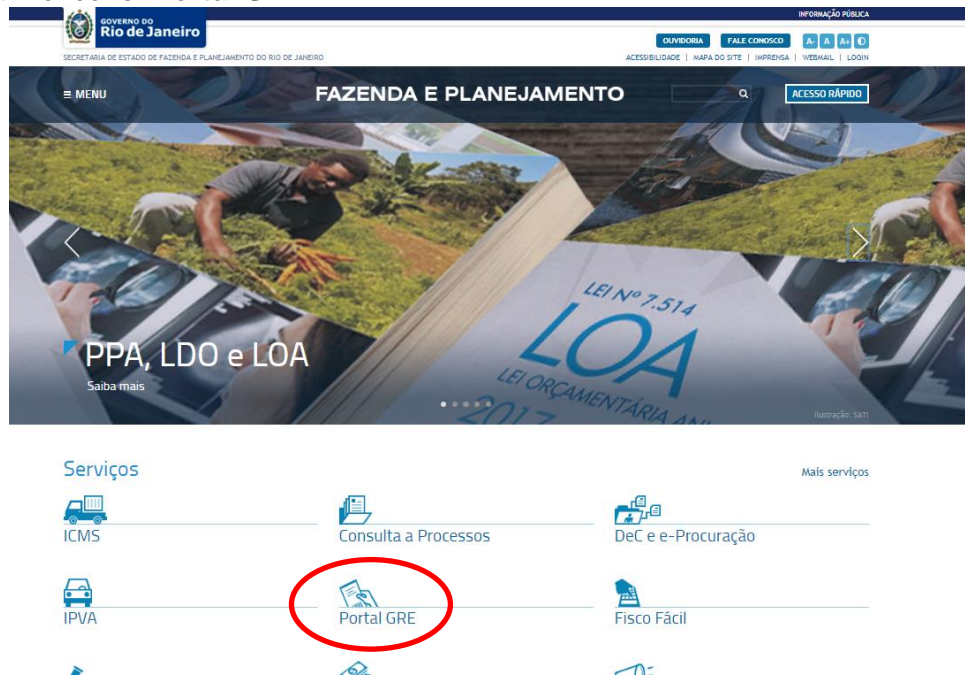 INFORMAÇÃO PÚBLICA
GOVERNO DO
Rio de Janeiro
OUVIDORIA FALE CONOSCO A- A A+
SECRETARIA DE ESTADO DE FAZENDA E PLANEJAMENTO DO RIO DE JANEIRO
ACESSIBILIDADE | MAPA DO SITE | IMPRENSA | WEBMAIL | LOGIN
≡ MENU
FAZENDA E PLANEJAMENTO
ACESSO RÁPIDO
LEI Nº 7.514
LOA
LEI ORÇAMENTÁRIA
2017
PPA, LDO e LOA
Saiba mais
Ilustração: SATI
Serviços
Mais serviços
ICMS
Consulta a Processos
DeC e e-Procuração
IPVA
Portal GRE
Fisco Fácil